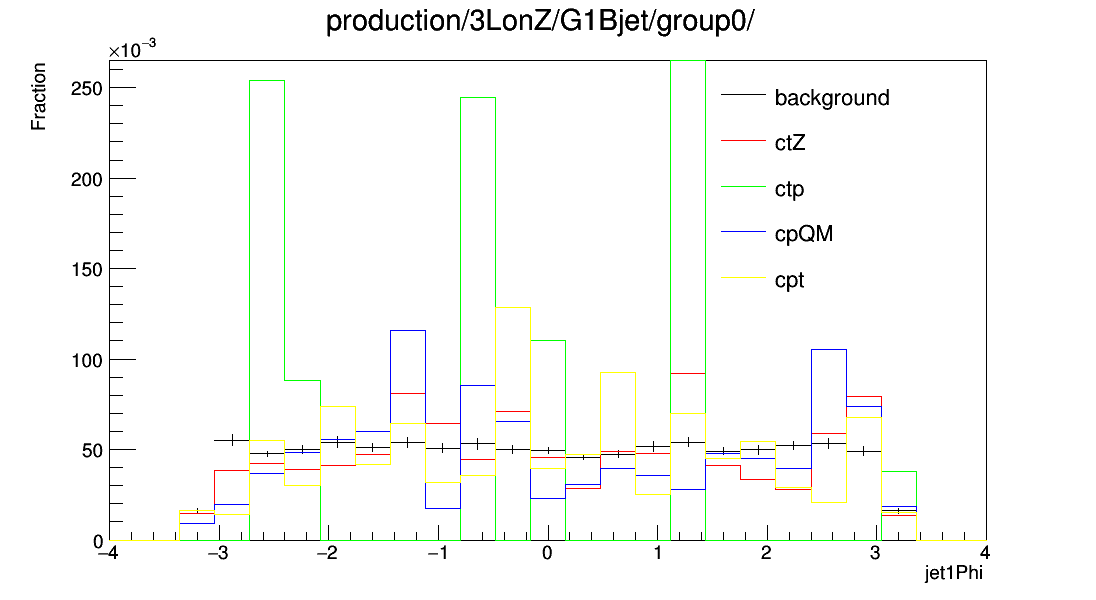 production/3LonZ/G1Bjet/group0/
×10⁻³
Fraction
250
200
150
100
50
0
background
ctZ
ctp
cpQM
cpt
−4 −3 −2 −1 0 1 2 3 4
jet1Phi